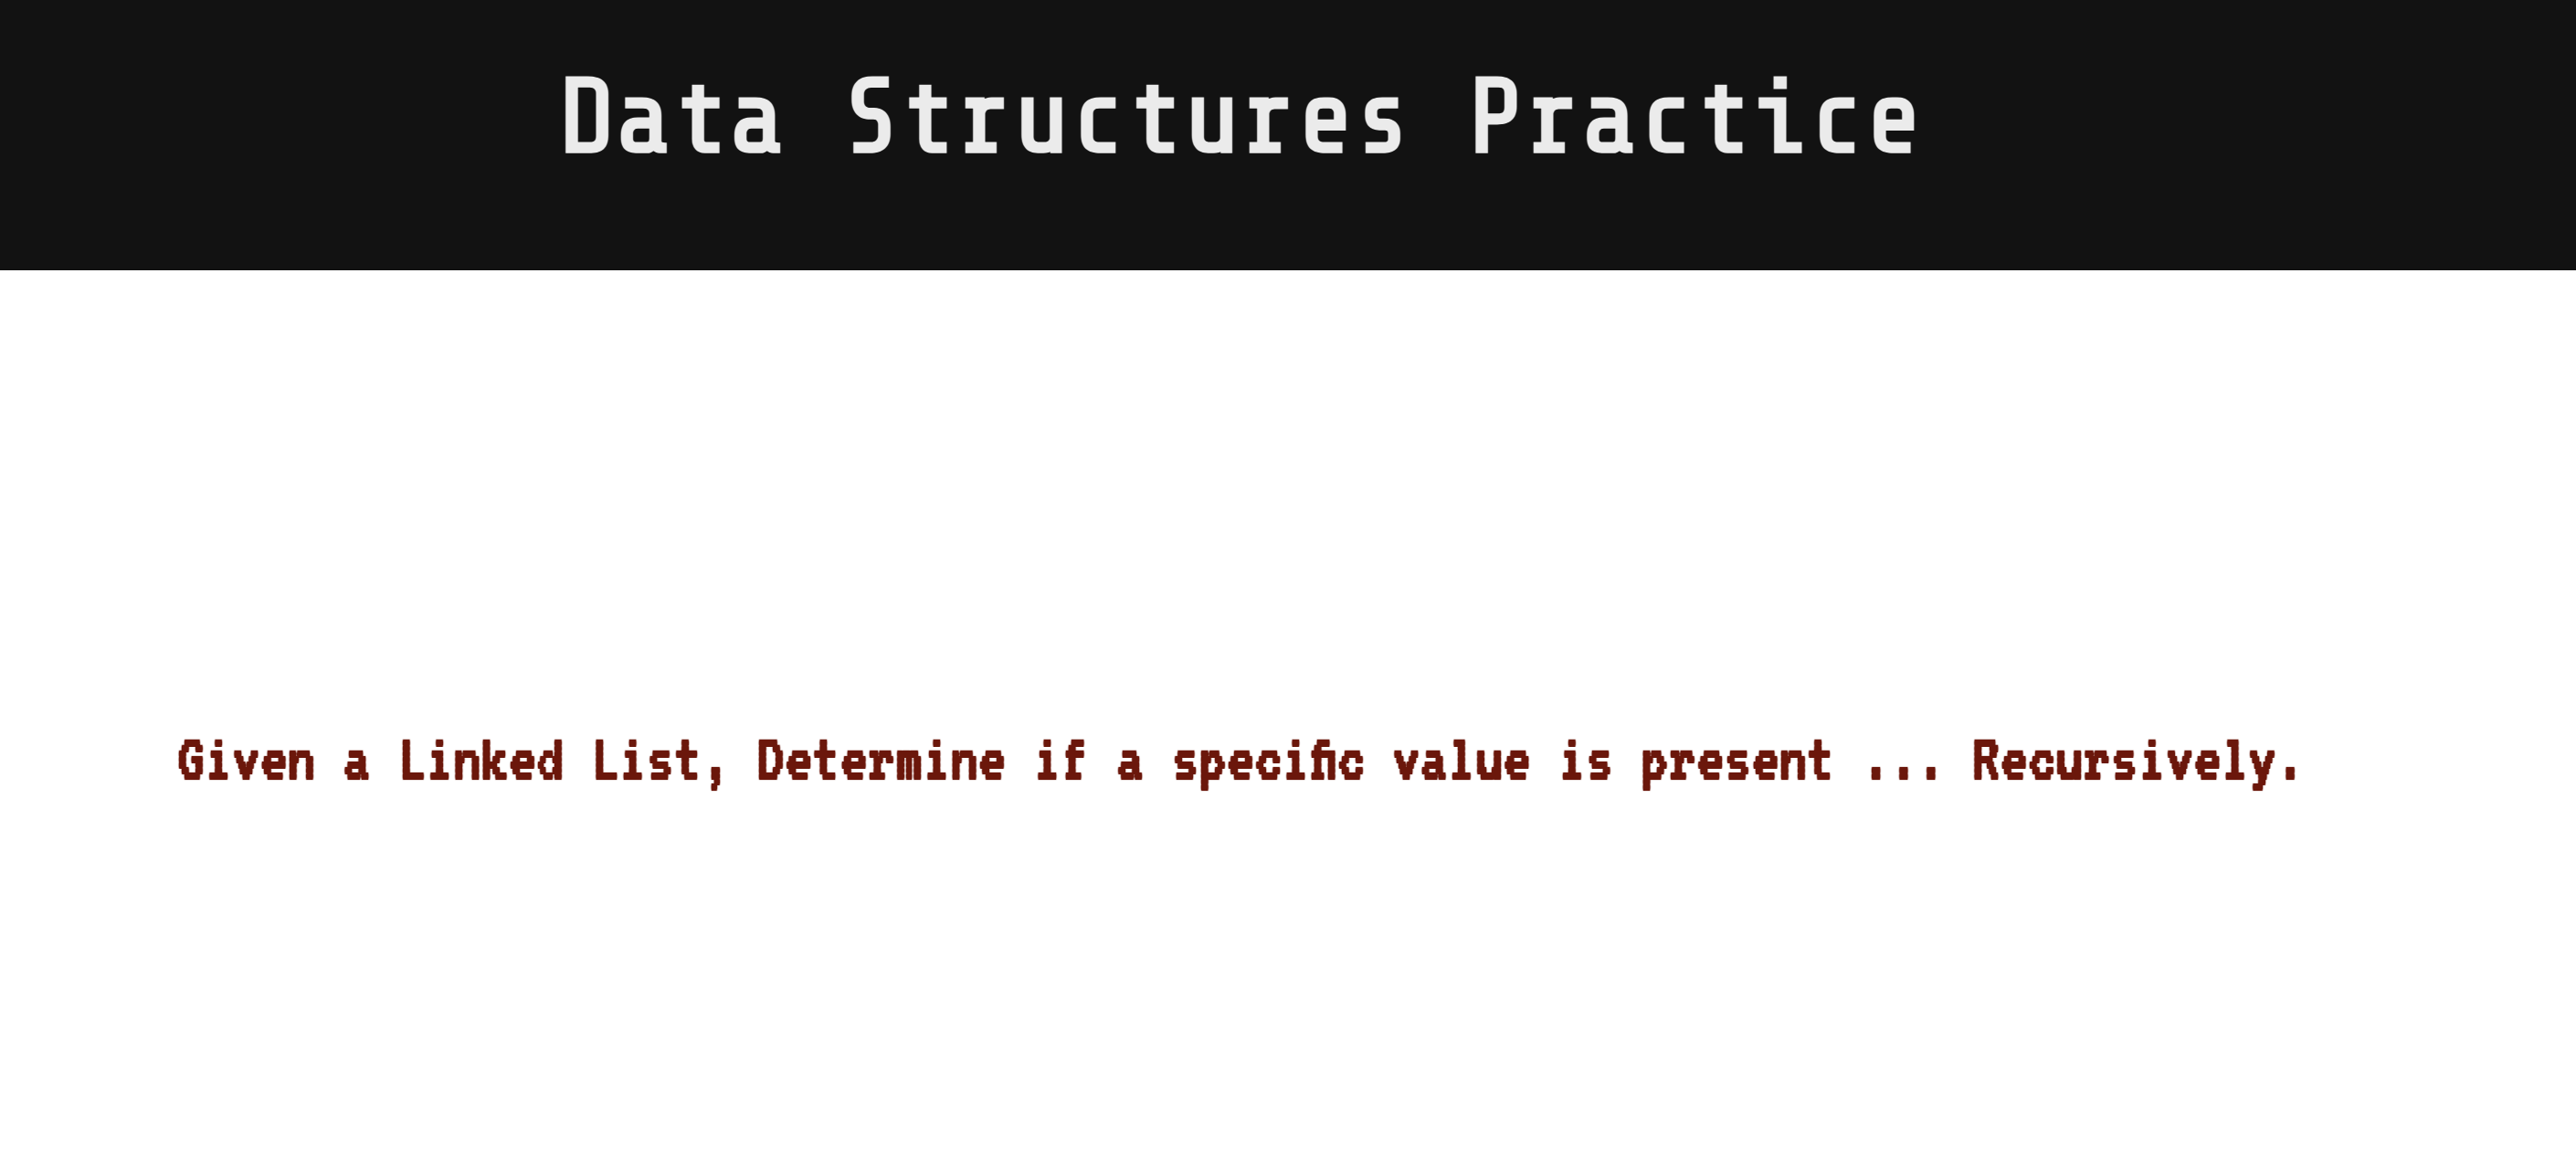 Data Structures Practice
Given a Linked List, Determine if a specific value is present ... Recursively.